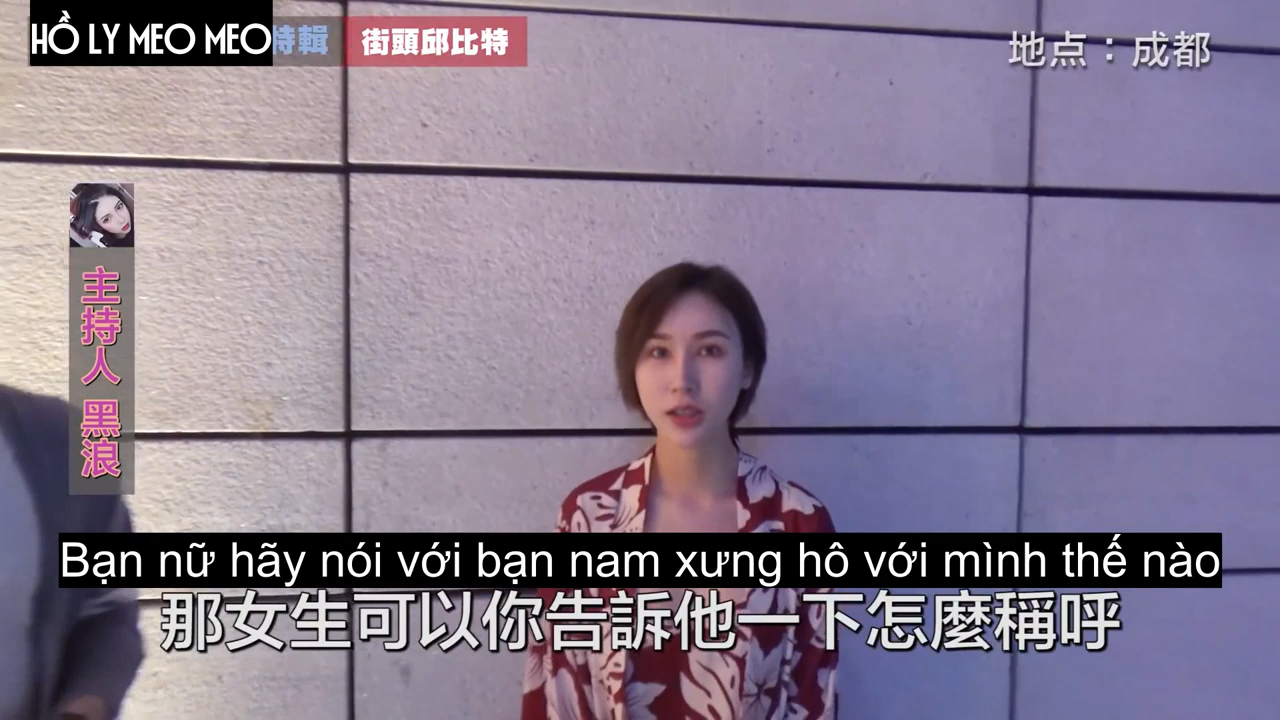 HỒ LY MEO MEO
特輯 街頭邱比特
地点：成都
主持人 黑浪
Bạn nữ hãy nói với bạn nam xưng hô với mình thế nào
那女生可以你告訴他一下怎麼稱呼